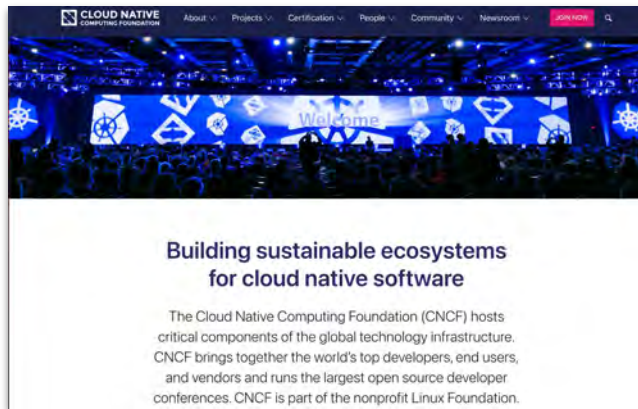 CLOUD NATIVE
COMPUTING FOUNDATION
About Projects Certification People Community Newsroom JOIN NOW
Welcome
Building sustainable ecosystems
for cloud native software
The Cloud Native Computing Foundation (CNCF) hosts
critical components of the global technology infrastructure.
CNCF brings together the world's top developers, end users,
and vendors and runs the largest open source developer
conferences. CNCF is part of the nonprofit Linux Foundation.